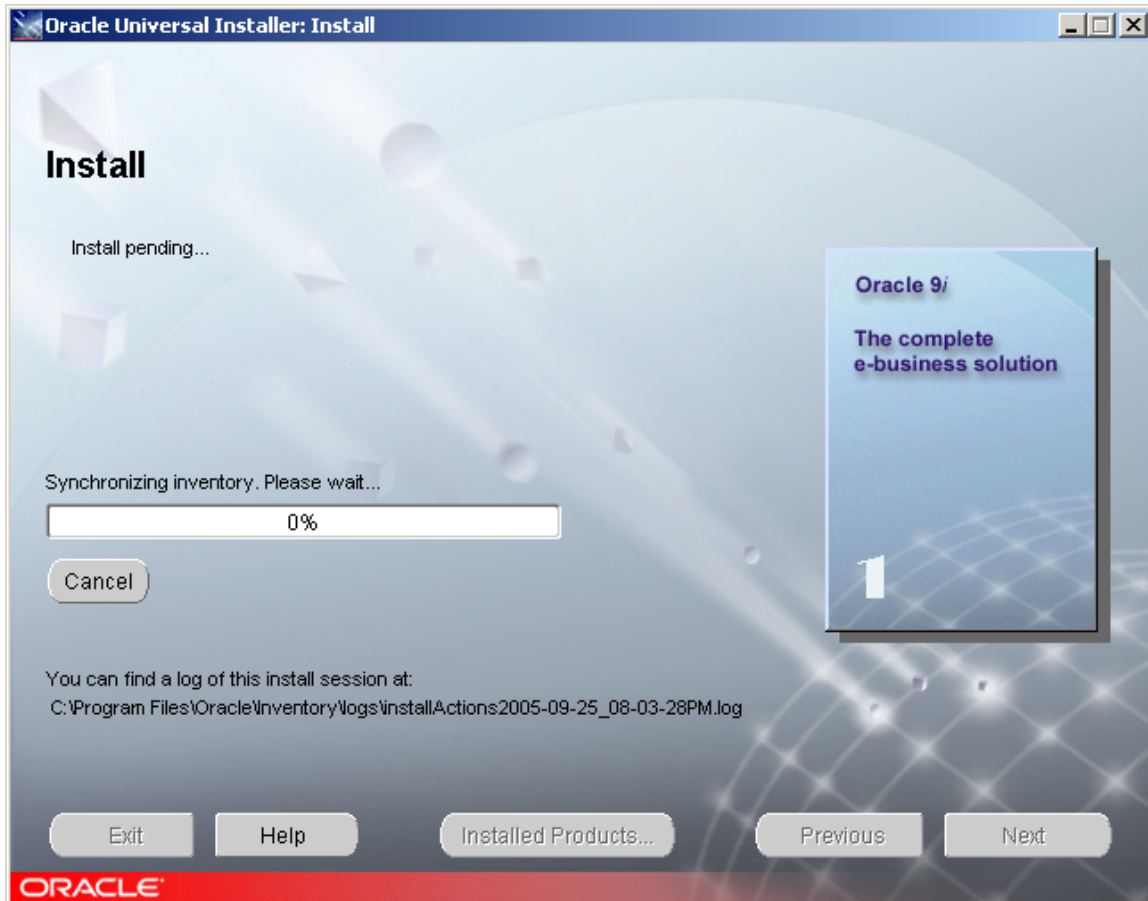 Oracle Universal Installer: Install
Install
Install pending...
Oracle 9i
The complete
e-business solution
Synchronizing inventory. Please wait...
0%
Cancel
1
You can find a log of this install session at:
C:\Program Files\Oracle\Inventory\logs\installActions2005-09-25_08-03-28PM.log
Exit
Help
Installed Products...
Previous
Next
ORACLE